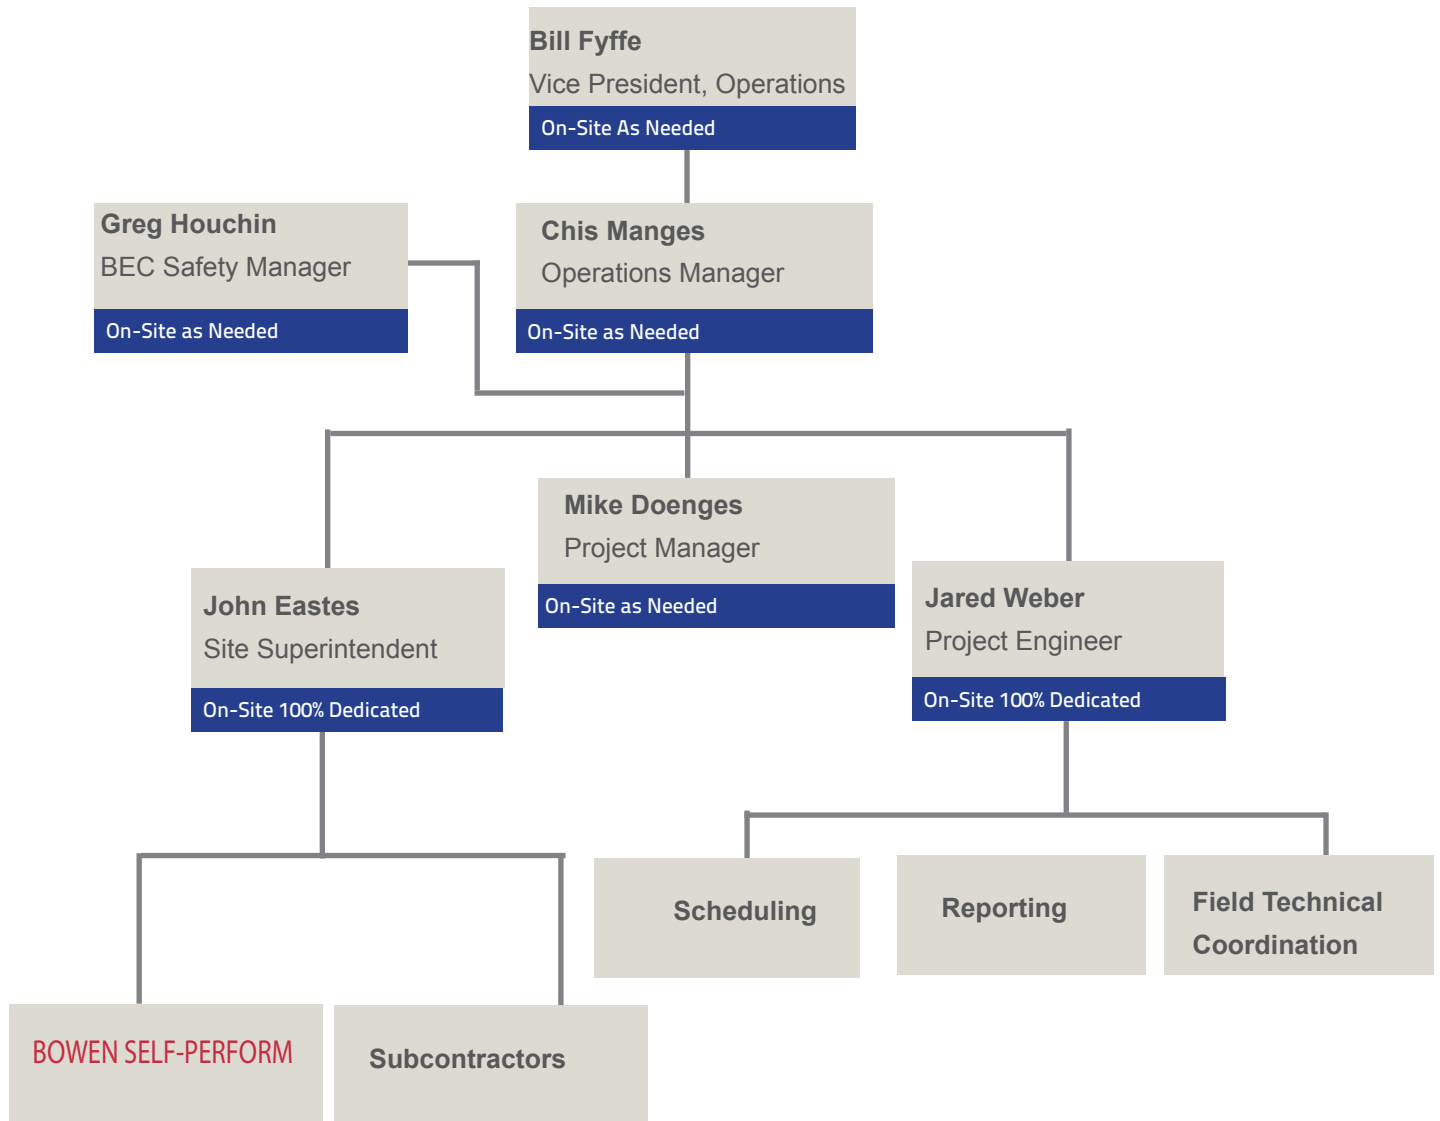 Bill Fyffe
Vice President, Operations
On-Site As Needed
Greg Houchin
BEC Safety Manager
On-Site as Needed
Chis Manges
Operations Manager
On-Site as Needed
Mike Doenges
Project Manager
On-Site as Needed
John Eastes
Site Superintendent
On-Site 100% Dedicated
Jared Weber
Project Engineer
On-Site 100% Dedicated
Scheduling
Reporting
Field Technical
Coordination
BOWEN SELF-PERFORM
Subcontractors